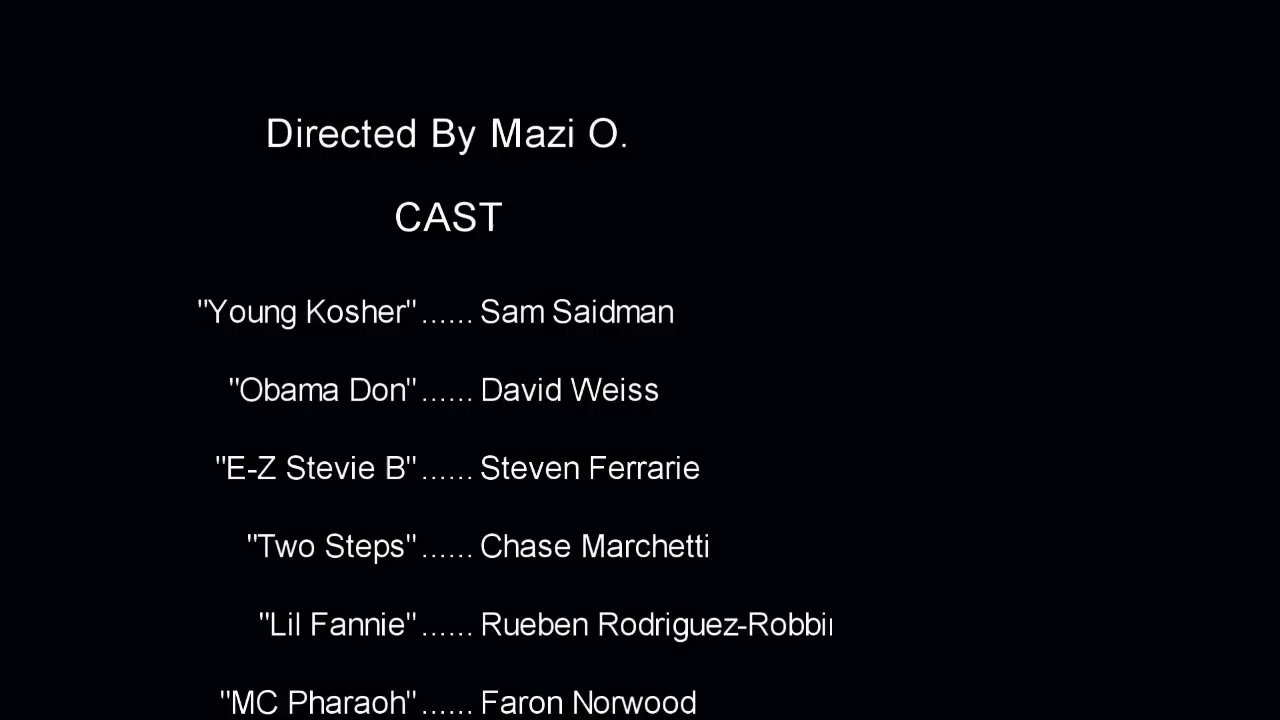 Directed By Mazi O.
CAST
"Young Kosher" ...... Sam Saidman
"Obama Don" ...... David Weiss
"E-Z Stevie B" ...... Steven Ferrarie
"Two Steps" ...... Chase Marchetti
"Lil Fannie" ...... Rueben
"MC Pharaoh" ...... Faron Norwood